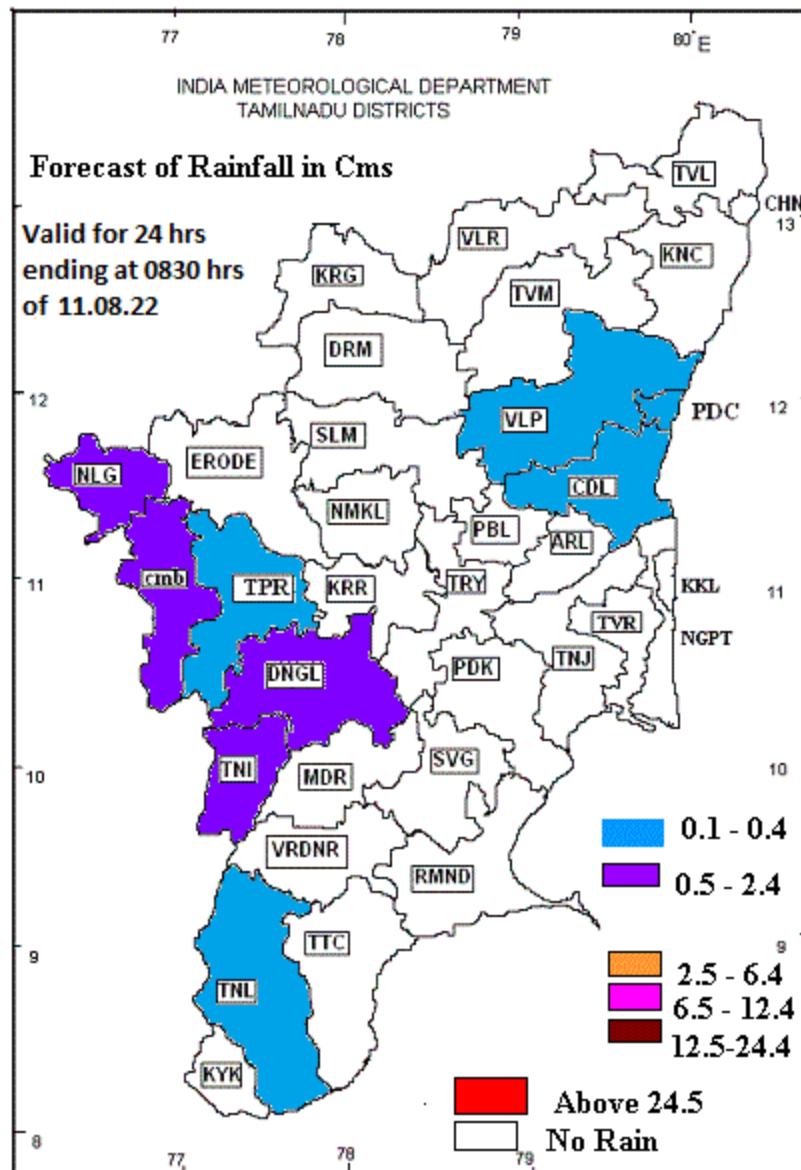 77 78 79 80°E
INDIA METEOROLOGICAL DEPARTMENT
TAMILNADU DISTRICTS
Forecast of Rainfall in Cms
TVL
CHN
13
Valid for 24 hrs
ending at 0830 hrs
of 11.08.22
VLR
KNC
KRG
TVM
DRM
12
12
VLP
PDC
SLM
ERODE
NLG
CDL
NMKL
PBL
ARL
11
cmb
TPR
KRR
TRY
KKL
11
TVR
NGPT
DNGL
PDK
TNJ
10
TNI
MDR
SVG
10
0.1 - 0.4
VRDNR
RMND
0.5 - 2.4
9
TTC
9
2.5 - 6.4
TNL
6.5 - 12.4
12.5-24.4
KYK
Above 24.5
8
No Rain
77 78 79